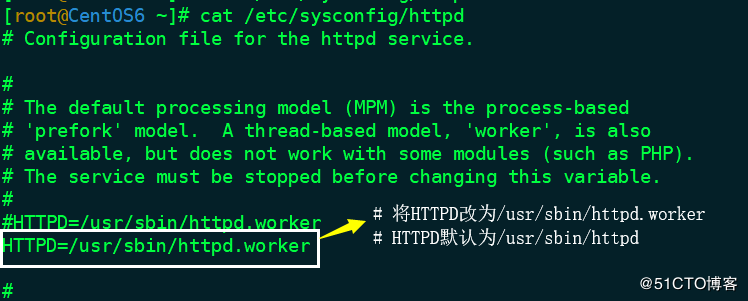 [root@CentOS6 ~]# cat /etc/sysconfig/httpd
# Configuration file for the httpd service.
#
# The default processing model (MPM) is the process-based
# 'prefork' model.  A thread-based model, 'worker', is also
# available, but does not work with some modules (such as PHP).
# The service must be stopped before changing this variable.
#
#HTTPD=/usr/sbin/httpd.worker
HTTPD=/usr/sbin/httpd.worker
# 将HTTPD改为/usr/sbin/httpd.worker
# HTTPD默认为/usr/sbin/httpd
#
@51CTO博客